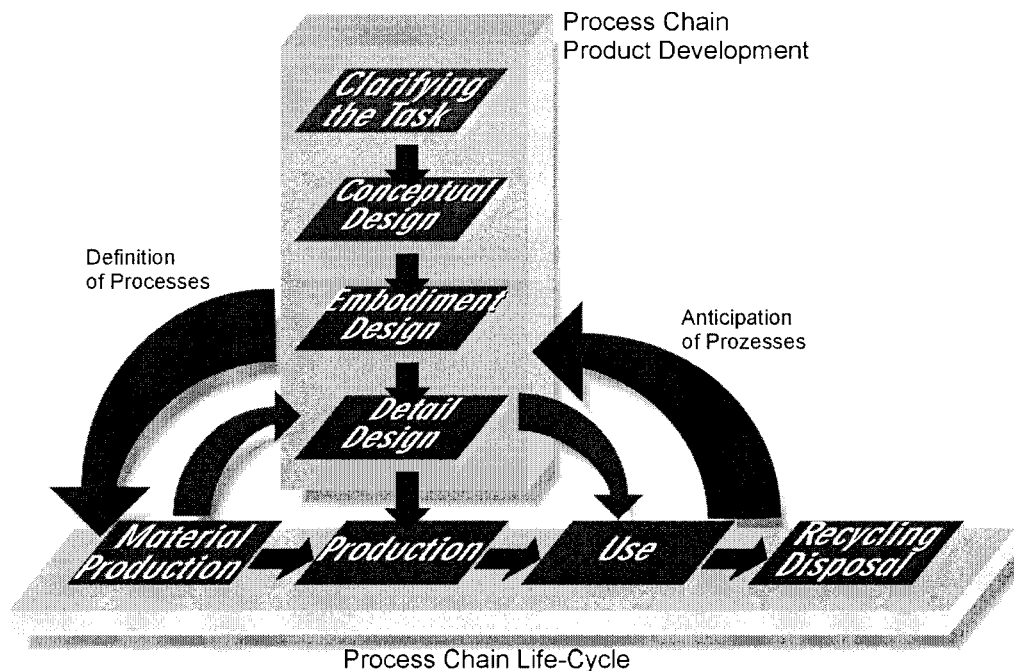 Process Chain
Product Development
Clarifying
the Task
Conceptual
Design
Definition
of Processes
Embodiment
Design
Anticipation
of Prozesses
Detail
Design
Material
Production
Production
Use
Recycling
Disposal
Process Chain Life-Cycle